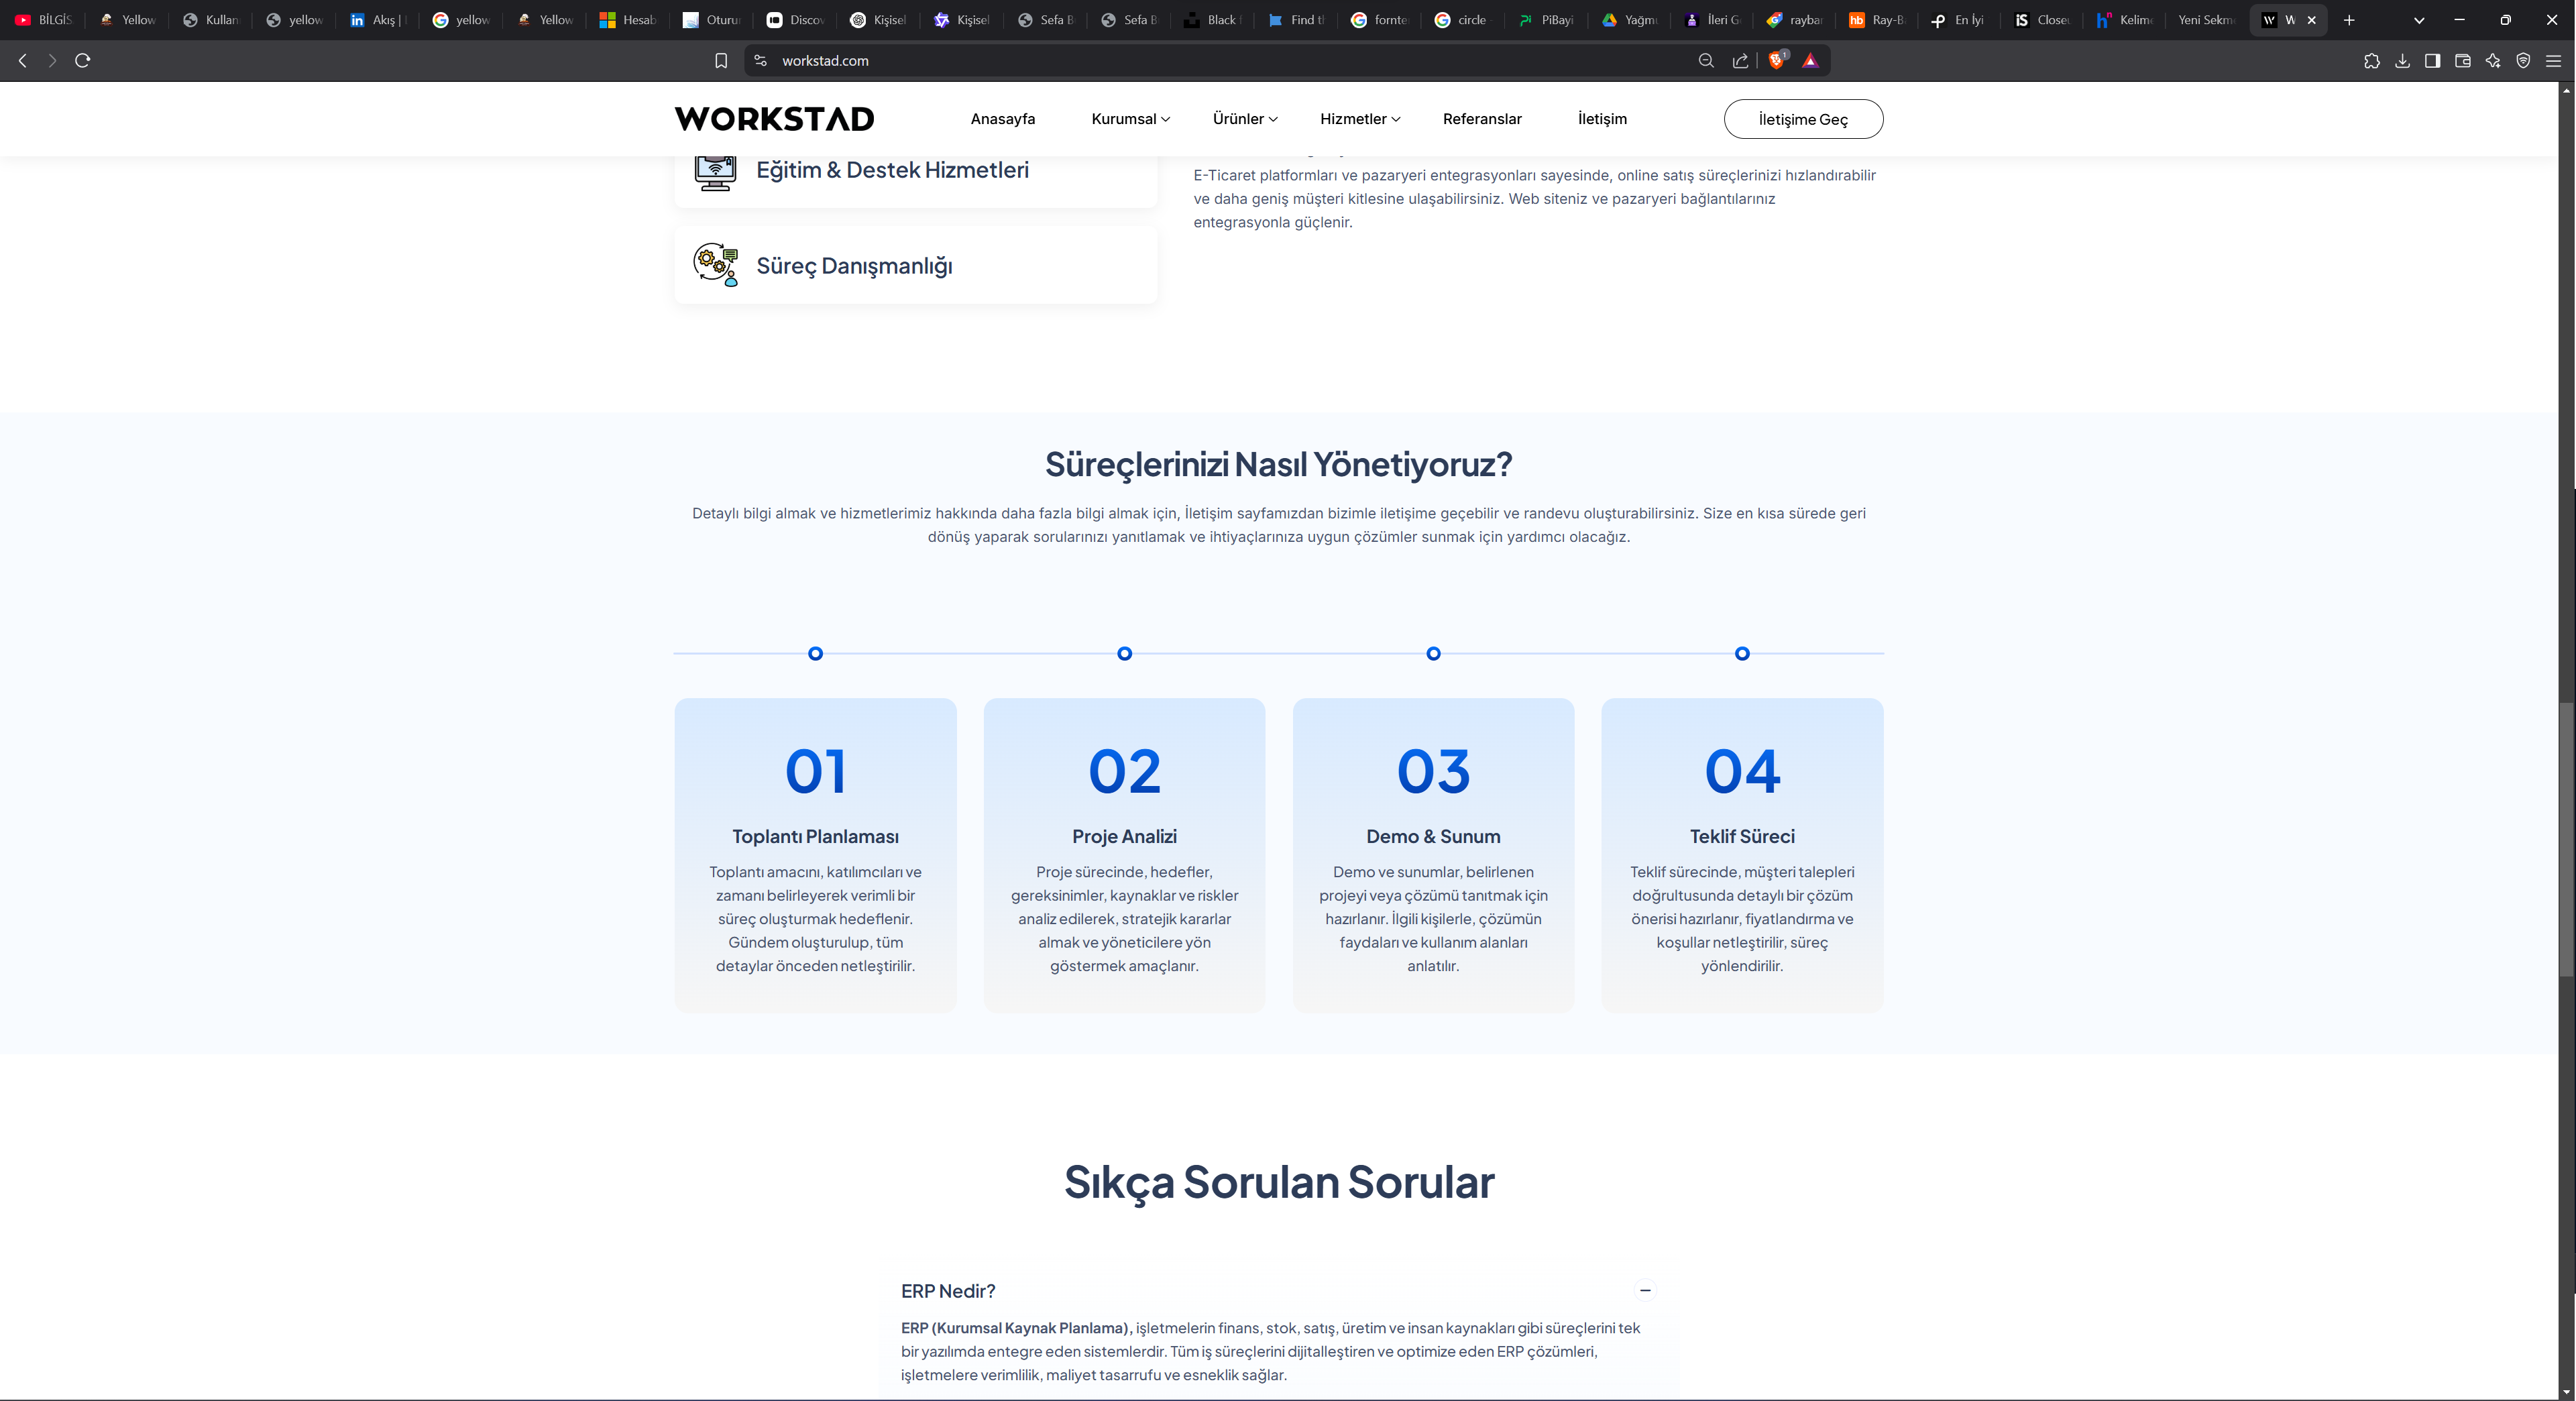 BİLGİS
Yellow
Kullan
yellow
Akış |
yellow
Yellow
Hesab
Oturur
Discov
Kişisel
Kişisel
Sefa B
Sefa B
Black
Find th
fornte
circle
PiBayi
Yağmu
İleri G
raybar
Ray-B
En İyi
Closeu
Kelime
Yeni Sekme
W
workstad.com
WORKSTAD
Anasayfa
Kurumsal
Ürünler
Hizmetler
Referanslar
İletişim
İletişime Geç
Eğitim & Destek Hizmetleri
Süreç Danışmanlığı
E-Ticaret platformları ve pazaryeri entegrasyonları sayesinde, online satış süreçlerinizi hızlandırabilir
ve daha geniş müşteri kitlesine ulaşabilirsiniz. Web siteniz ve pazaryeri bağlantılarınız
entegrasyonla güçlenir.
Süreçlerinizi Nasıl Yönetiyoruz?
Detaylı bilgi almak ve hizmetlerimiz hakkında daha fazla bilgi almak için, İletişim sayfamızdan bizimle iletişime geçebilir ve randevu oluşturabilirsiniz. Size en kısa sürede geri
dönüş yaparak sorularınızı yanıtlamak ve ihtiyaçlarınıza uygun çözümler sunmak için yardımcı olacağız.
01
Toplantı Planlaması
Toplantı amacını, katılımcıları ve
zamanı belirleyerek verimli bir
süreç oluşturmak hedeflenir.
Gündem oluşturulup, tüm
detaylar önceden netleştirilir.
02
Proje Analizi
Proje sürecinde, hedefler,
gereksinimler, kaynaklar ve riskler
analiz edilerek, stratejik kararlar
almak ve yöneticilere yön
göstermek amaçlanır.
03
Demo & Sunum
Demo ve sunumlar, belirlenen
projeyi veya çözümü tanıtmak için
hazırlanır. İlgili kişilerle, çözümün
faydaları ve kullanım alanları
anlatılır.
04
Teklif Süreci
Teklif sürecinde, müşteri talepleri
doğrultusunda detaylı bir çözüm
önerisi hazırlanır, fiyatlandırma ve
koşullar netleştirilir, süreç
yönlendirilir.
Sıkça Sorulan Sorular
ERP Nedir?
ERP (Kurumsal Kaynak Planlama), işletmelerin finans, stok, satış, üretim ve insan kaynakları gibi süreçlerini tek
bir yazılımda entegre eden sistemlerdir. Tüm iş süreçlerini dijitalleştiren ve optimize eden ERP çözümleri,
işletmelere verimlilik, maliyet tasarrufu ve esneklik sağlar.